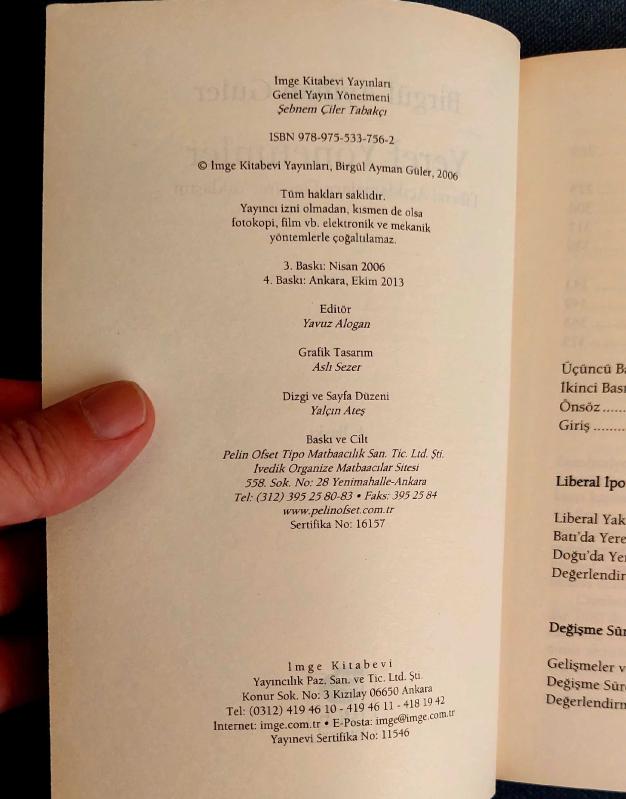 İmge Kitabevi Yayınları
Genel Yayın Yönetmeni
Şebnem Çiler Tabakçı
ISBN 978-975-533-756-2
© İmge Kitabevi Yayınları, Birgül Ayman Güler, 2006
Tüm hakları saklıdır.
Yayıncı izni olmadan, kısmen de olsa
fotokopi, film vb. elektronik ve mekanik
yöntemlerle çoğaltılamaz.
3. Baskı: Nisan 2006
4. Baskı: Ankara, Ekim 2013
Editör
Yavuz Alogan
Grafik Tasarım
Aslı Sezer
Dizgi ve Sayfa Düzeni
Yalçın Ateş
Baskı ve Cilt
Pelin Ofset Tipo Matbaacılık San. Tic. Ltd. Şti.
İvedik Organize Matbaacılar Sitesi
558. Sok. No: 28 Yenimahalle-Ankara
Tel: (312) 395 25 80-83 • Faks: 395 25 84
www.pelinofset.com.tr
Sertifika No: 16157
İmge Kitabevi
Yayıncılık Paz. San. ve Tic. Ltd. Şti.
Konur Sok. No: 3 Kızılay 06650 Ankara
Tel: (0312) 419 46 10 - 419 46 11 - 418 19 42
İnternet: imge.com.tr • E-Posta: imge@imge.com.tr
Yayınevi Sertifika No: 11546
Üçüncü Ba
İkinci Bası
Önsöz ......
Giriş .........
Liberal İpo
Liberal Yak
Batı'da Yere
Doğu'da Ye
Değerlendir
Değişme Sür
Gelişmeler v
Değişme Süre
Değerlendirm